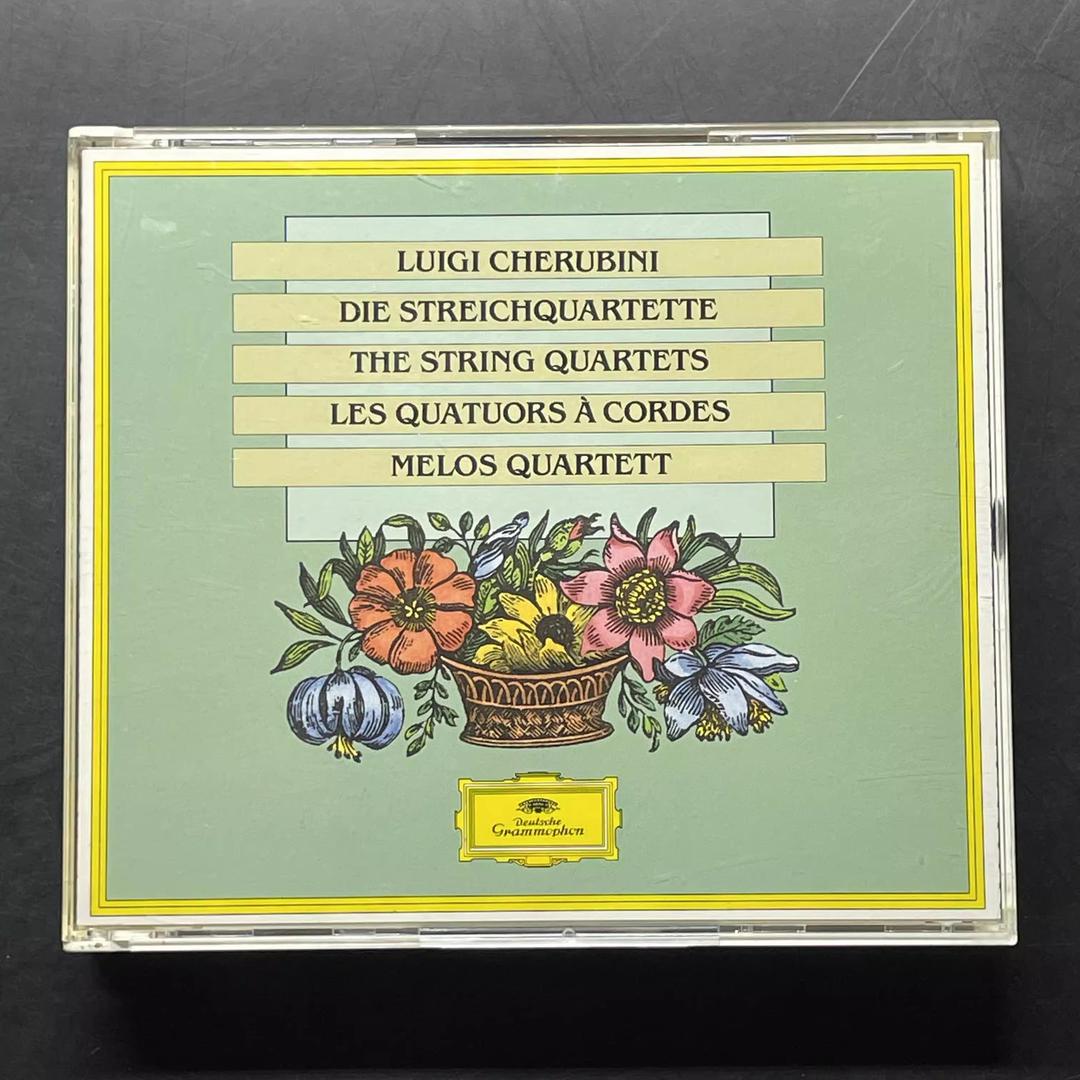 LUIGI CHERUBINI
DIE STREICHQUARTETTE
THE STRING QUARTETS
LES QUATUORS À CORDES
MELOS QUARTETT
Deutsche
Grammophon